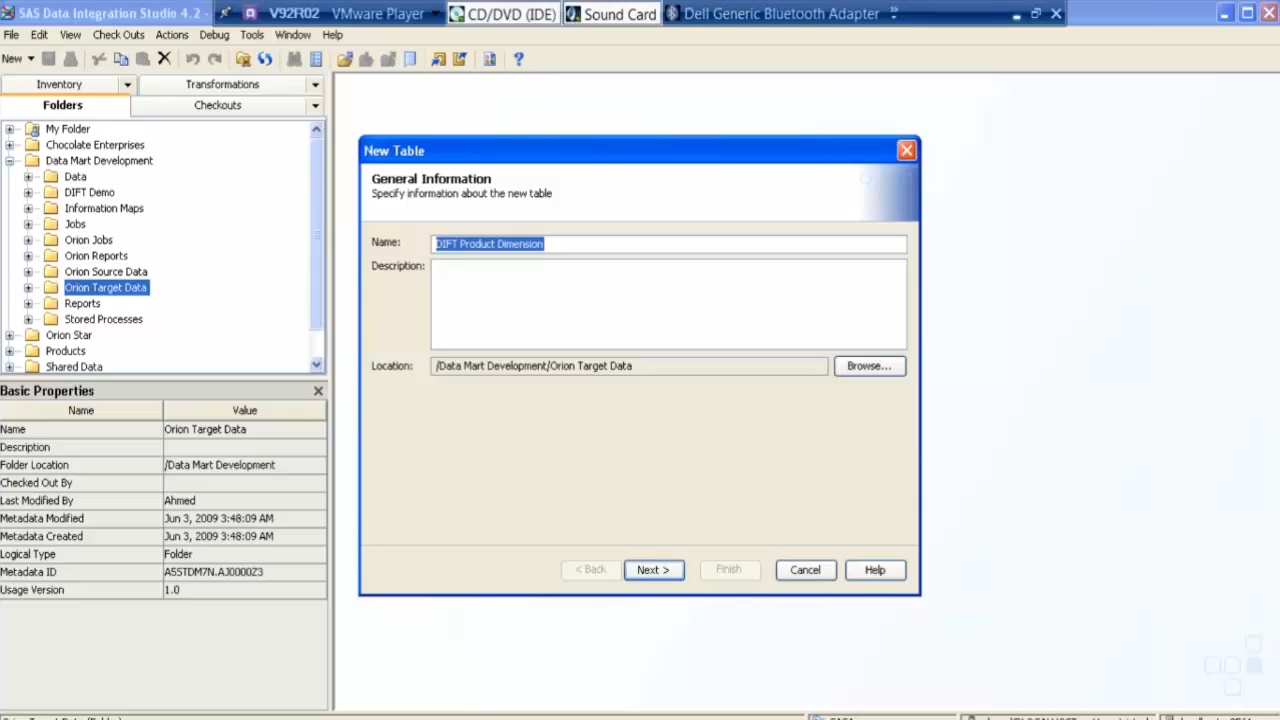 SAS Data Integration Studio 4.2 -
V92R02 VMware Player
CD/DVD (IDE)
Sound Card
Dell Generic Bluetooth Adapter
File Edit View Check Outs Actions Debug Tools Window Help
New
Inventory
Transformations
Folders
Checkouts
My Folder
Chocolate Enterprises
Data Mart Development
Data
DIFT Demo
Information Maps
Jobs
Orion Jobs
Orion Reports
Orion Source Data
Orion Target Data
Reports
Stored Processes
Orion Star
Products
Shared Data
Basic Properties
Name Value
Name Orion Target Data
Description
Folder Location /Data Mart Development
Checked Out By
Last Modified By Ahmed
Metadata Modified Jun 3, 2009 3:48:09 AM
Metadata Created Jun 3, 2009 3:48:09 AM
Logical Type Folder
Metadata ID A5STDM7N.AJ0000Z3
Usage Version 1.0
New Table
General Information
Specify information about the new table
Name: DIFT Product Dimension
Description:
Location: /Data Mart Development/Orion Target Data Browse...
< Back Next > Finish Cancel Help